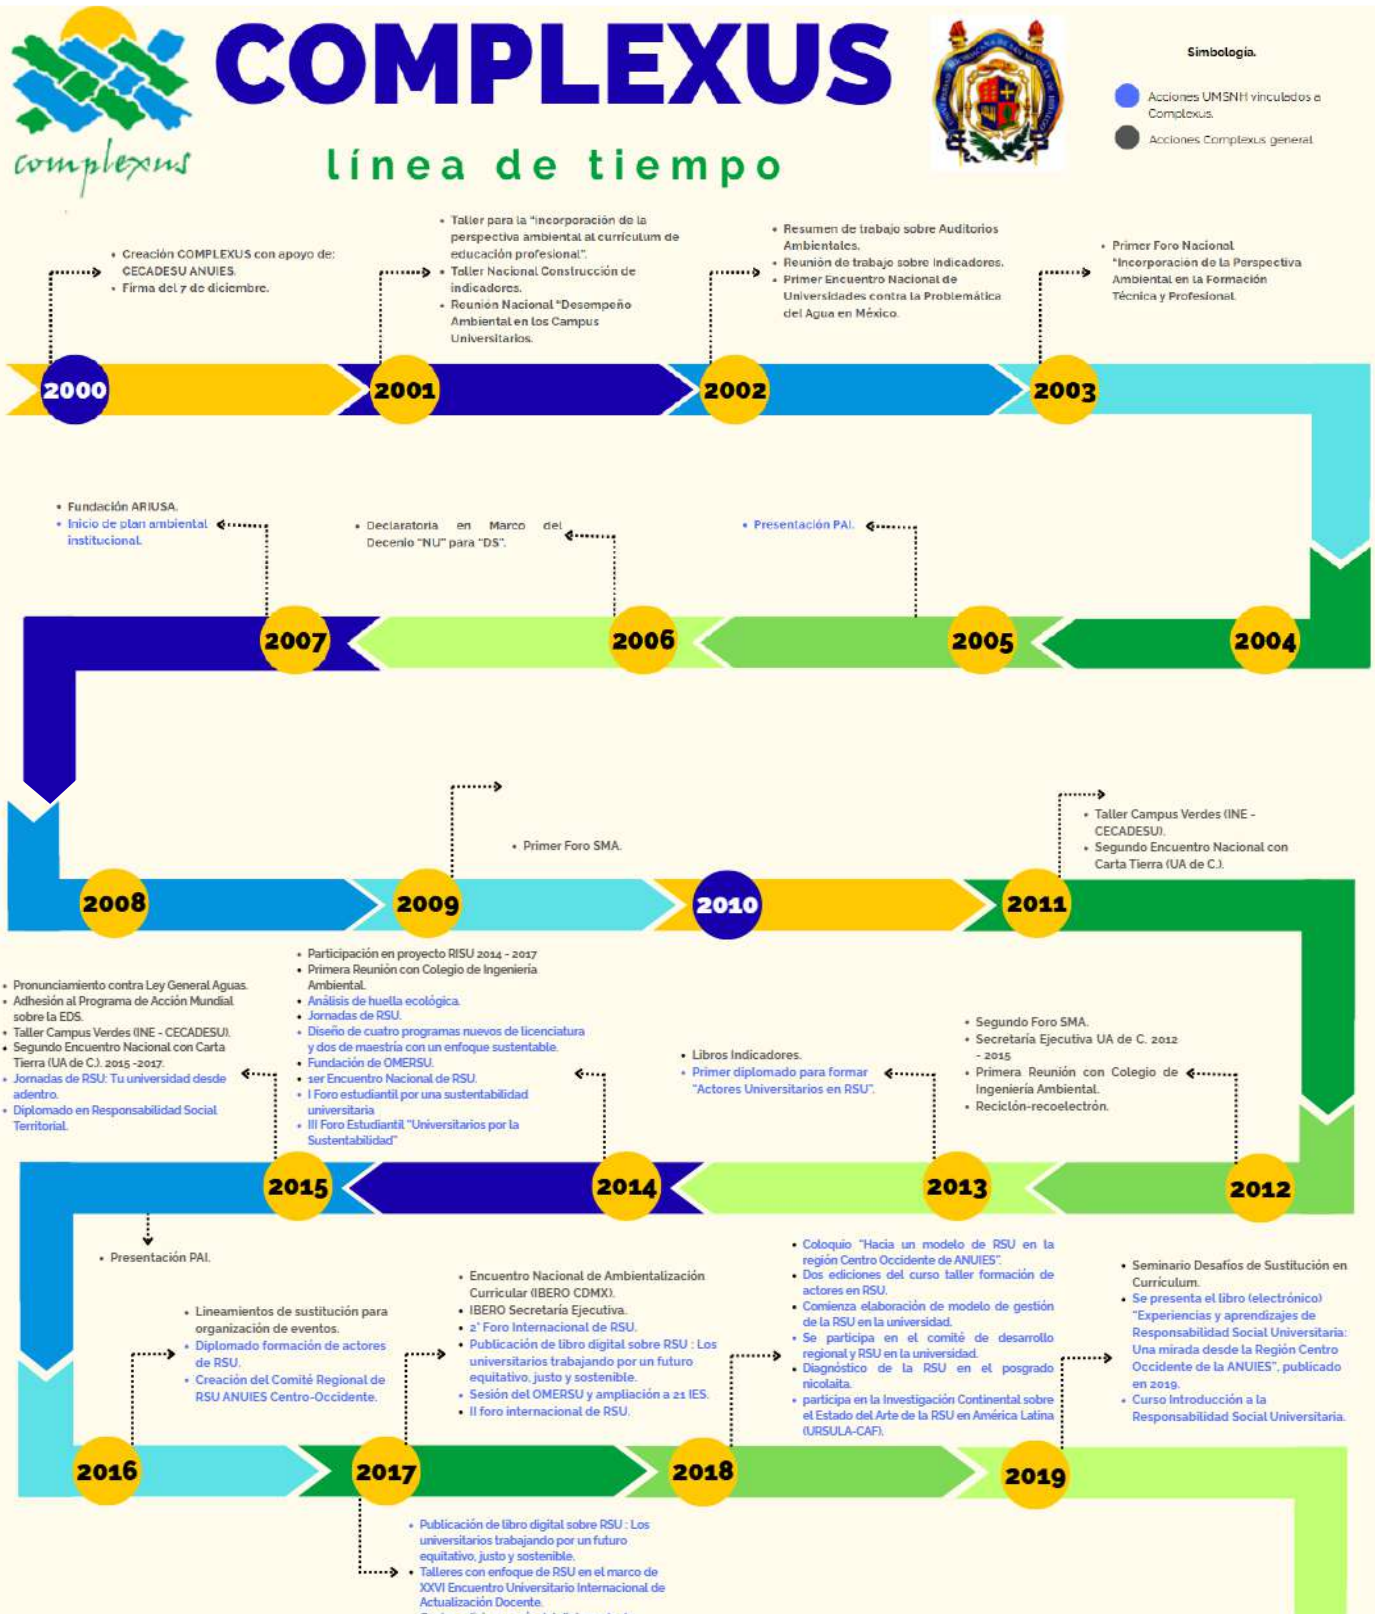 COMPLEXUS
línea de tiempo
complexus
Simbología.
Acciones UMSNH vinculados a
Complexus.
Acciones Complexus general
• Creación COMPLEXUS con apoyo de:
CECADESU ANUIES.
• Firma del 7 de diciembre.
• Taller para la "incorporación de la
perspectiva ambiental al currículum de
educación profesional".
• Taller Nacional Construcción de
indicadores.
• Reunión Nacional "Desempeño
Ambiental en los Campus
Universitarios.
• Resumen de trabajo sobre Auditorios
Ambientales.
• Reunión de trabajo sobre Indicadores.
• Primer Encuentro Nacional de
Universidades contra la Problemática
del Agua en México.
• Primer Foro Nacional
"Incorporación de la Perspectiva
Ambiental en la Formación
Técnica y Profesional.
2000
2001
2002
2003
• Fundación ARIUSA.
• Inicio de plan ambiental
institucional.
• Declaratoria en Marco del
Decenio "NU" para "DS".
• Presentación PAI.
2007
2006
2005
2004
• Primer Foro SMA.
• Taller Campus Verdes (INE -
CECADESU).
• Segundo Encuentro Nacional con
Carta Tierra (UA de C.).
2008
2009
2010
2011
• Pronunciamiento contra Ley General Aguas.
• Adhesión al Programa de Acción Mundial
sobre la EDS.
• Taller Campus Verdes (INE - CECADESU).
• Segundo Encuentro Nacional con Carta
Tierra (UA de C.). 2015 -2017.
• Jornadas de RSU: Tu universidad desde
adentro.
• Diplomado en Responsabilidad Social
Territorial.
• Participación en proyecto RISU 2014 - 2017
• Primera Reunión con Colegio de Ingeniería
Ambiental.
• Análisis de huella ecológica.
• Jornadas de RSU.
• Diseño de cuatro programas nuevos de licenciatura
y dos de maestría con un enfoque sustentable.
• Fundación de OMERSU.
• 1er Encuentro Nacional de RSU.
• I Foro estudiantil por una sustentabilidad
universitaria
• III Foro Estudiantil "Universitarios por la
Sustentabilidad"
• Libros Indicadores.
• Primer diplomado para formar
"Actores Universitarios en RSU".
• Segundo Foro SMA.
• Secretaría Ejecutiva UA de C. 2012
- 2015
• Primera Reunión con Colegio de
Ingeniería Ambiental.
• Reciclón-recoelectrón.
2015
2014
2013
2012
• Presentación PAI.
• Lineamientos de sustitución para
organización de eventos.
• Diplomado formación de actores
de RSU.
• Creación del Comité Regional de
RSU ANUIES Centro-Occidente.
• Encuentro Nacional de Ambientalización
Curricular (IBERO CDMX).
• IBERO Secretaría Ejecutiva.
• 2° Foro Internacional de RSU.
• Publicación de libro digital sobre RSU : Los
universitarios trabajando por un futuro
equitativo, justo y sostenible.
• Sesión del OMERSU y ampliación a 21 IES.
• II foro internacional de RSU.
• Coloquio "Hacia un modelo de RSU en la
región Centro Occidente de ANUIES".
• Dos ediciones del curso taller formación de
actores en RSU.
• Comienza elaboración de modelo de gestión
de la RSU en la universidad.
• Se participa en el comité de desarrollo
regional y RSU en la universidad.
• Diagnóstico de la RSU en el posgrado
nicolaita.
• participa en la Investigación Continental sobre
el Estado del Arte de la RSU en América Latina
(URSULA-CAF).
• Seminario Desafíos de Sustitución en
Currículum.
• Se presenta el libro (electrónico)
"Experiencias y aprendizajes de
Responsabilidad Social Universitaria:
Una mirada desde la Región Centro
Occidente de la ANUIES", publicado
en 2019.
• Curso Introducción a la
Responsabilidad Social Universitaria.
2016
2017
2018
2019
• Publicación de libro digital sobre RSU : Los
universitarios trabajando por un futuro
equitativo, justo y sostenible.
• Talleres con enfoque de RSU en el marco de
XXVI Encuentro Universitario Internacional de
Actualización Docente.